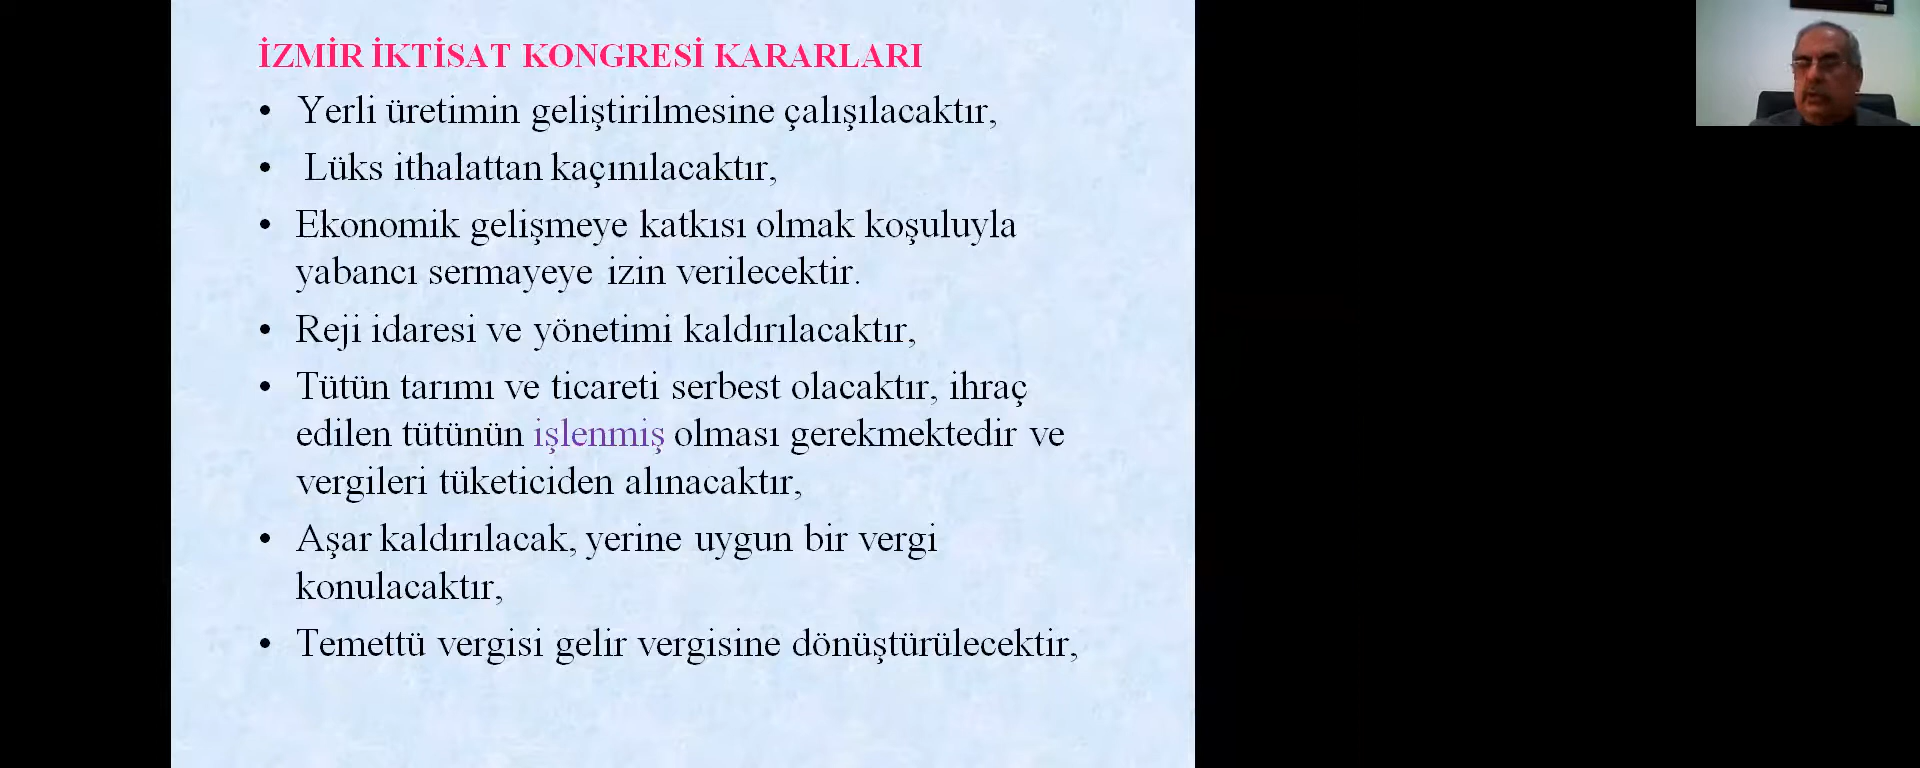 İZMİR İKTİSAT KONGRESİ KARARLARI
• Yerli üretimin geliştirilmesine çalışılacaktır,
• Lüks ithalattan kaçınılacaktır,
• Ekonomik gelişmeye katkısı olmak koşuluyla
yabancı sermayeye izin verilecektir.
• Reji idaresi ve yönetimi kaldırılacaktır,
• Tütün tarımı ve ticareti serbest olacaktır, ihraç
edilen tütünün işlenmiş olması gerekmektedir ve
vergileri tüketiciden alınacaktır,
• Aşar kaldırılacak, yerine uygun bir vergi
konulacaktır,
• Temettü vergisi gelir vergisine dönüştürülecektir,